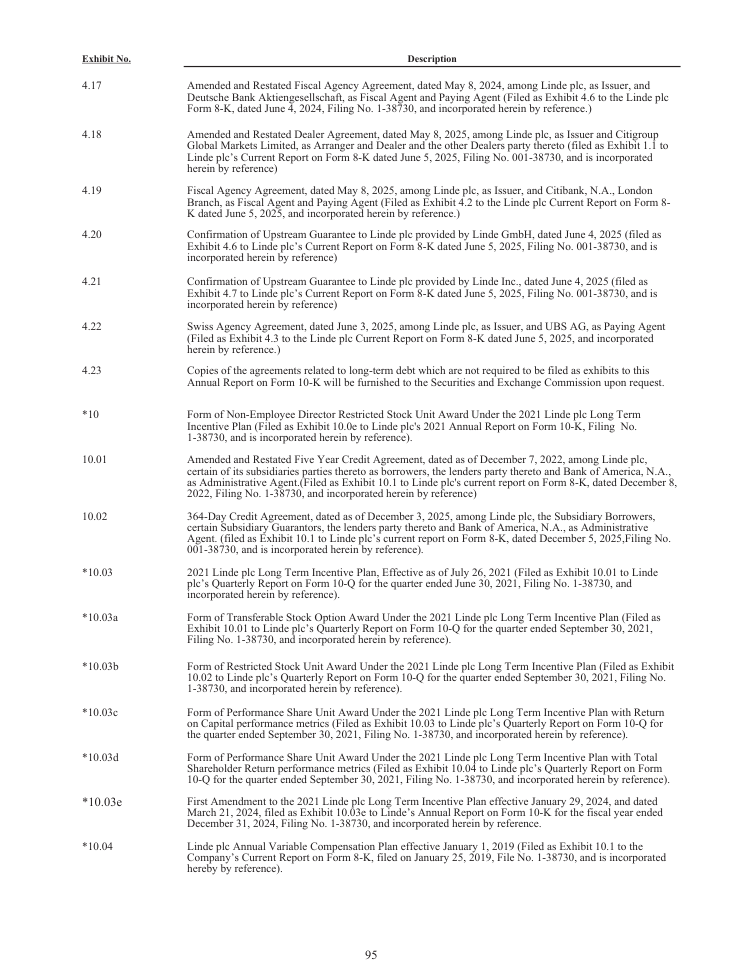 Exhibit No. Description
4.17 Amended and Restated Fiscal Agency Agreement, dated May 8, 2024, among Linde plc, as Issuer, and
Deutsche Bank Aktiengesellschaft, as Fiscal Agent and Paying Agent (Filed as Exhibit 4.6 to the Linde plc
Form 8-K, dated June 4, 2024, Filing No. 1-38730, and incorporated herein by reference.)
4.18 Amended and Restated Dealer Agreement, dated May 8, 2025, among Linde plc, as Issuer and Citigroup
Global Markets Limited, as Arranger and Dealer and the other Dealers party thereto (filed as Exhibit 1.1 to
Linde plc’s Current Report on Form 8-K dated June 5, 2025, Filing No. 001-38730, and is incorporated
herein by reference)
4.19 Fiscal Agency Agreement, dated May 8, 2025, among Linde plc, as Issuer, and Citibank, N.A., London
Branch, as Fiscal Agent and Paying Agent (Filed as Exhibit 4.2 to the Linde plc Current Report on Form 8-
K dated June 5, 2025, and incorporated herein by reference.)
4.20 Confirmation of Upstream Guarantee to Linde plc provided by Linde GmbH, dated June 4, 2025 (filed as
Exhibit 4.6 to Linde plc’s Current Report on Form 8-K dated June 5, 2025, Filing No. 001-38730, and is
incorporated herein by reference)
4.21 Confirmation of Upstream Guarantee to Linde plc provided by Linde Inc., dated June 4, 2025 (filed as
Exhibit 4.7 to Linde plc’s Current Report on Form 8-K dated June 5, 2025, Filing No. 001-38730, and is
incorporated herein by reference)
4.22 Swiss Agency Agreement, dated June 3, 2025, among Linde plc, as Issuer, and UBS AG, as Paying Agent
(Filed as Exhibit 4.3 to the Linde plc Current Report on Form 8-K dated June 5, 2025, and incorporated
herein by reference.)
4.23 Copies of the agreements related to long-term debt which are not required to be filed as exhibits to this
Annual Report on Form 10-K will be furnished to the Securities and Exchange Commission upon request.
*10 Form of Non-Employee Director Restricted Stock Unit Award Under the 2021 Linde plc Long Term
Incentive Plan (Filed as Exhibit 10.0e to Linde plc's 2021 Annual Report on Form 10-K, Filing No.
1-38730, and is incorporated herein by reference).
10.01 Amended and Restated Five Year Credit Agreement, dated as of December 7, 2022, among Linde plc,
certain of its subsidiaries parties thereto as borrowers, the lenders party thereto and Bank of America, N.A.,
as Administrative Agent.(Filed as Exhibit 10.1 to Linde plc's current report on Form 8-K, dated December 8,
2022, Filing No. 1-38730, and incorporated herein by reference)
10.02 364-Day Credit Agreement, dated as of December 3, 2025, among Linde plc, the Subsidiary Borrowers,
certain Subsidiary Guarantors, the lenders party thereto and Bank of America, N.A., as Administrative
Agent. (filed as Exhibit 10.1 to Linde plc’s current report on Form 8-K, dated December 5, 2025,Filing No.
001-38730, and is incorporated herein by reference).
*10.03 2021 Linde plc Long Term Incentive Plan, Effective as of July 26, 2021 (Filed as Exhibit 10.01 to Linde
plc’s Quarterly Report on Form 10-Q for the quarter ended June 30, 2021, Filing No. 1-38730, and
incorporated herein by reference).
*10.03a Form of Transferable Stock Option Award Under the 2021 Linde plc Long Term Incentive Plan (Filed as
Exhibit 10.01 to Linde plc’s Quarterly Report on Form 10-Q for the quarter ended September 30, 2021,
Filing No. 1-38730, and incorporated herein by reference).
*10.03b Form of Restricted Stock Unit Award Under the 2021 Linde plc Long Term Incentive Plan (Filed as Exhibit
10.02 to Linde plc’s Quarterly Report on Form 10-Q for the quarter ended September 30, 2021, Filing No.
1-38730, and incorporated herein by reference).
*10.03c Form of Performance Share Unit Award Under the 2021 Linde plc Long Term Incentive Plan with Return
on Capital performance metrics (Filed as Exhibit 10.03 to Linde plc’s Quarterly Report on Form 10-Q for
the quarter ended September 30, 2021, Filing No. 1-38730, and incorporated herein by reference).
*10.03d Form of Performance Share Unit Award Under the 2021 Linde plc Long Term Incentive Plan with Total
Shareholder Return performance metrics (Filed as Exhibit 10.04 to Linde plc’s Quarterly Report on Form
10-Q for the quarter ended September 30, 2021, Filing No. 1-38730, and incorporated herein by reference).
*10.03e First Amendment to the 2021 Linde plc Long Term Incentive Plan effective January 29, 2024, and dated
March 21, 2024, filed as Exhibit 10.03e to Linde’s Annual Report on Form 10-K for the fiscal year ended
December 31, 2024, Filing No. 1-38730, and incorporated herein by reference.
*10.04 Linde plc Annual Variable Compensation Plan effective January 1, 2019 (Filed as Exhibit 10.1 to the
Company’s Current Report on Form 8-K, filed on January 25, 2019, File No. 1-38730, and is incorporated
hereby by reference).
95